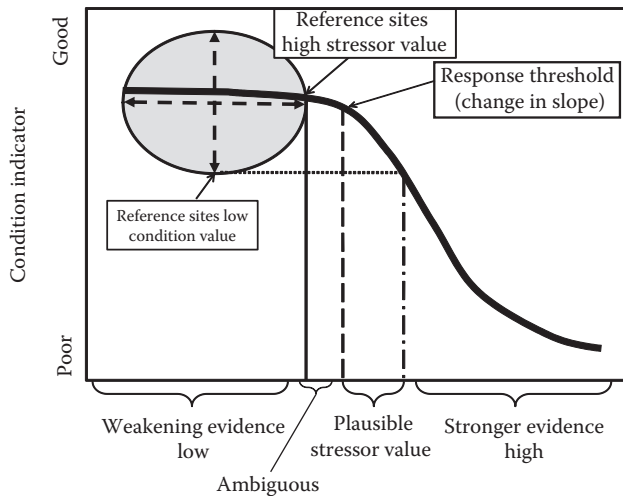 Good
Condition indicator
Poor
Reference sites
high stressor value
Response threshold
(change in slope)
Reference sites low
condition value
Weakening evidence
low
Ambiguous
Plausible
stressor value
Stronger evidence
high